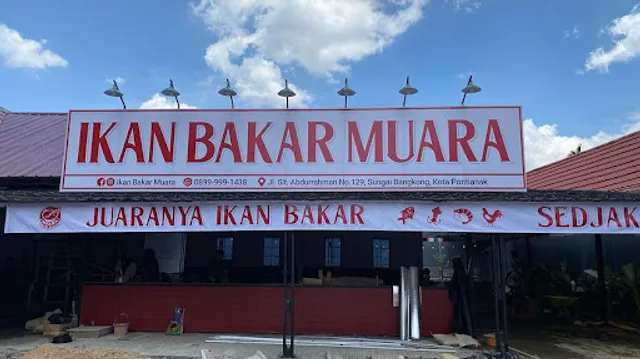 IKAN BAKAR MUARA
Ikan Bakar Muara 0899-999-1438 Jl. Slt. Abdurrahman No.129, Sungai Bangkong, Kota Pontianak
JUARANYA IKAN BAKAR SEDJAK